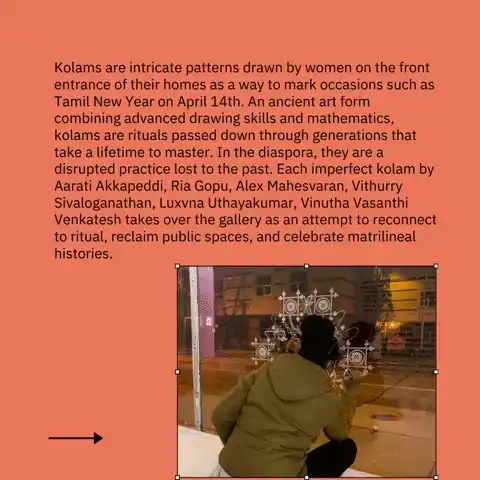 Kolams are intricate patterns drawn by women on the front
entrance of their homes as a way to mark occasions such as
Tamil New Year on April 14th. An ancient art form
combining advanced drawing skills and mathematics,
kolams are rituals passed down through generations that
take a lifetime to master. In the diaspora, they are a
disrupted practice lost to the past. Each imperfect kolam by
Aarati Akkapeddi, Ria Gopu, Alex Mahesvaran, Vithurry
Sivaloganathan, Luxvna Uthayakumar, Vinutha Vasanthi
Venkatesh takes over the gallery as an attempt to reconnect
to ritual, reclaim public spaces, and celebrate matrilineal
histories.